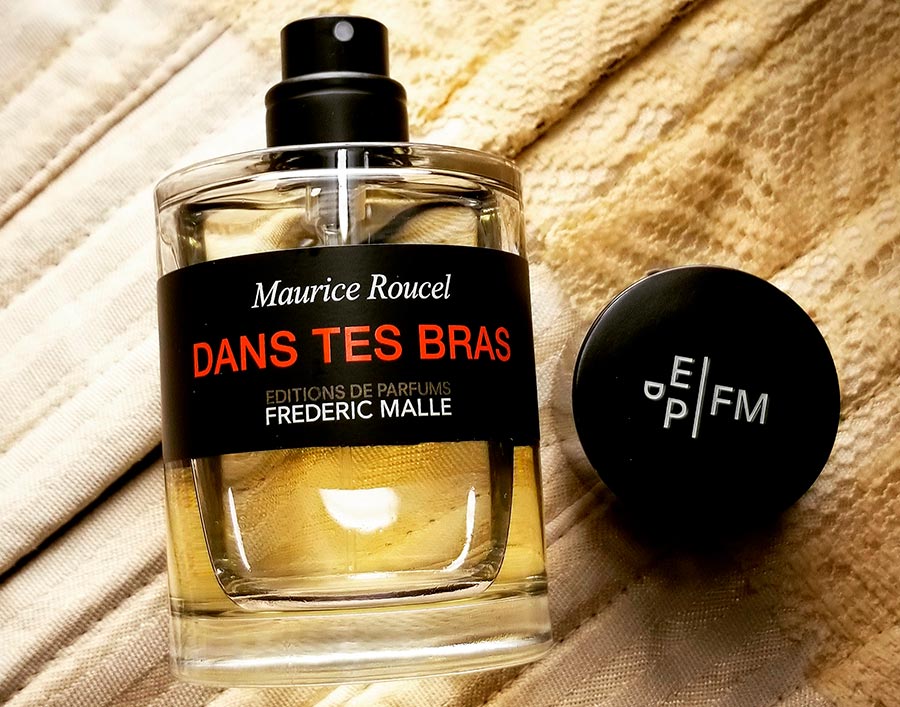 Maurice Roucel
DANS TES BRAS
EDITIONS DE PARFUMS
FREDERIC MALLE
E
D
P
FM